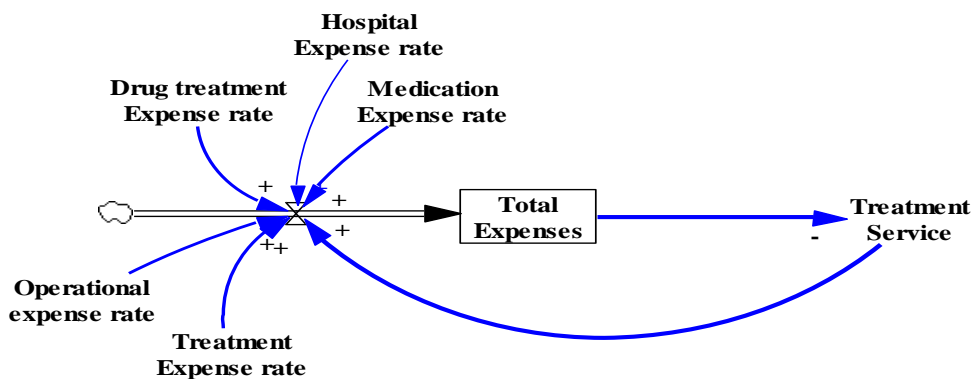 Hospital
Expense rate
Drug treatment
Expense rate
Medication
Expense rate
+
+
+
Total
Expenses
Treatment
Service
-
+
+
+
Operational
expense rate
Treatment
Expense rate